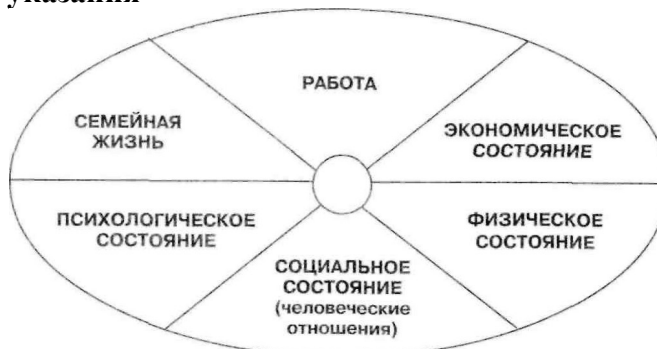 указания
РАБОТА
СЕМЕЙНАЯ
ЖИЗНЬ
ЭКОНОМИЧЕСКОЕ
СОСТОЯНИЕ
ПСИХОЛОГИЧЕСКОЕ
СОСТОЯНИЕ
ФИЗИЧЕСКОЕ
СОСТОЯНИЕ
СОЦИАЛЬНОЕ
СОСТОЯНИЕ
(человеческие
отношения)